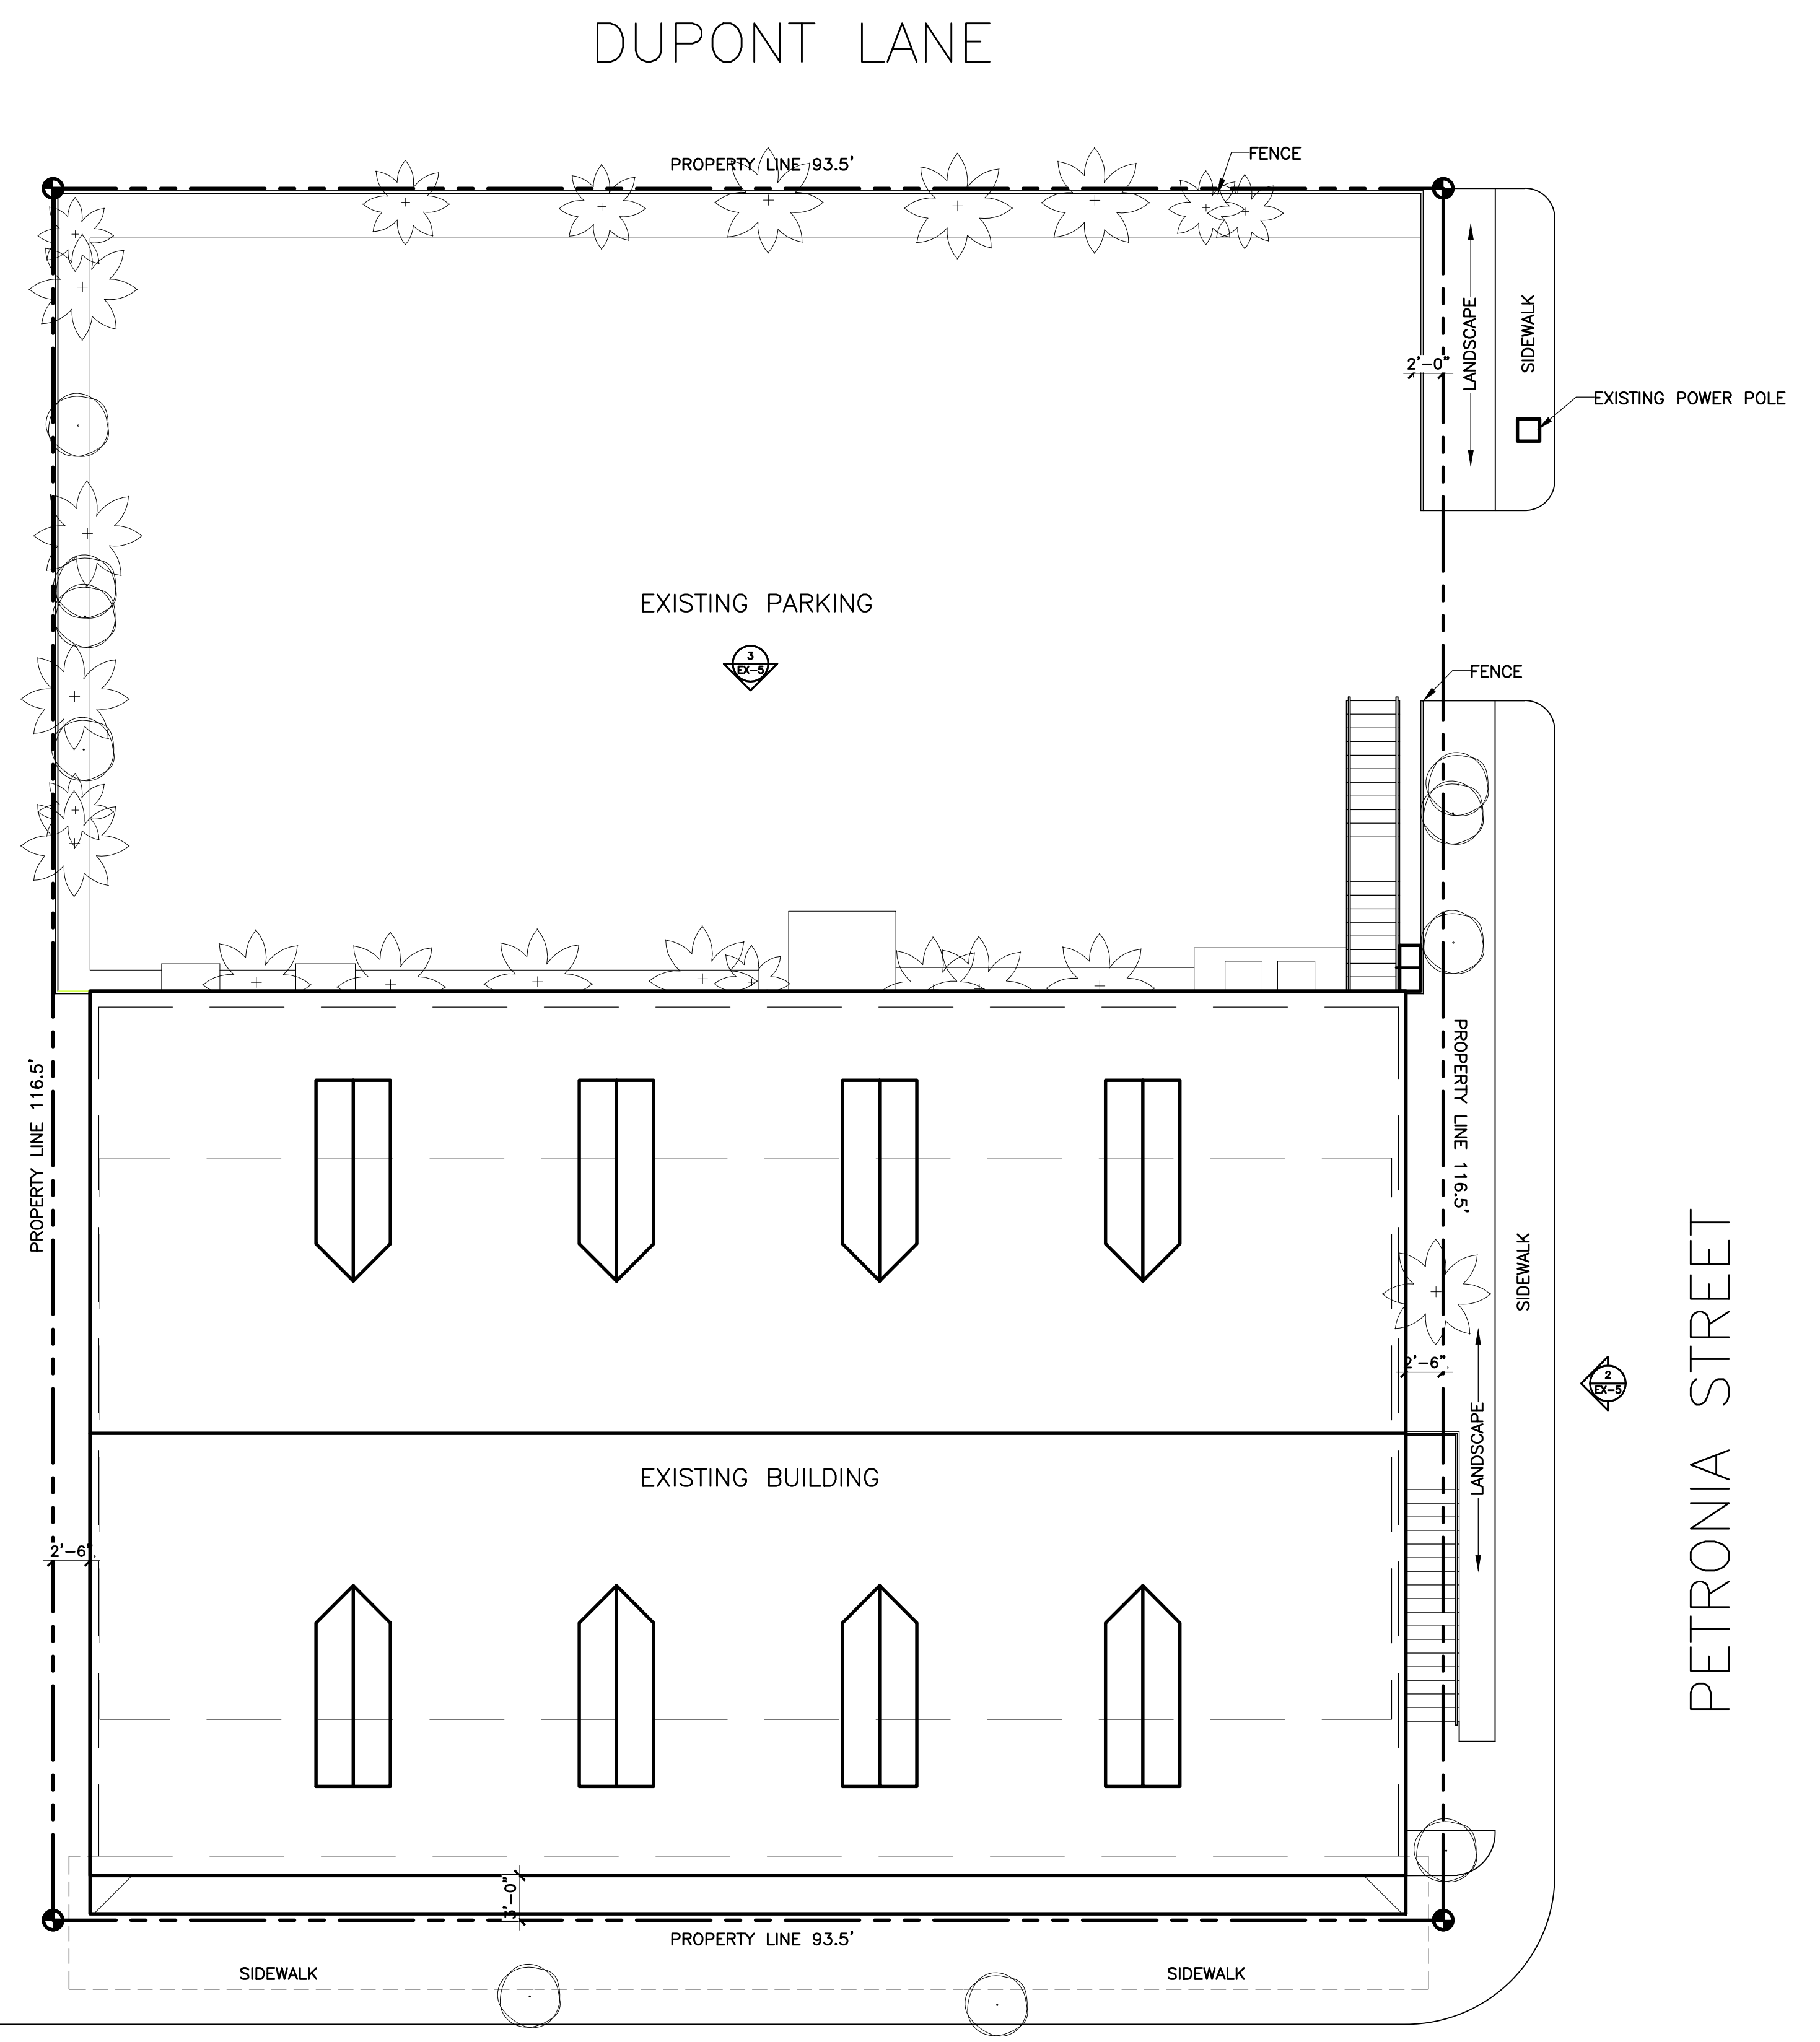 DUPONT LANE
PROPERTY LINE 93.5'
FENCE
LANDSCAPE
SIDEWALK
2'-0"
EXISTING POWER POLE
EXISTING PARKING
3
EX-5
FENCE
PROPERTY LINE 116.5'
PROPERTY LINE 116.5'
SIDEWALK
PETRONIA STREET
2'-6"
2
EX-5
LANDSCAPE
EXISTING BUILDING
2'-6"
3'-0"
PROPERTY LINE 93.5'
SIDEWALK
SIDEWALK